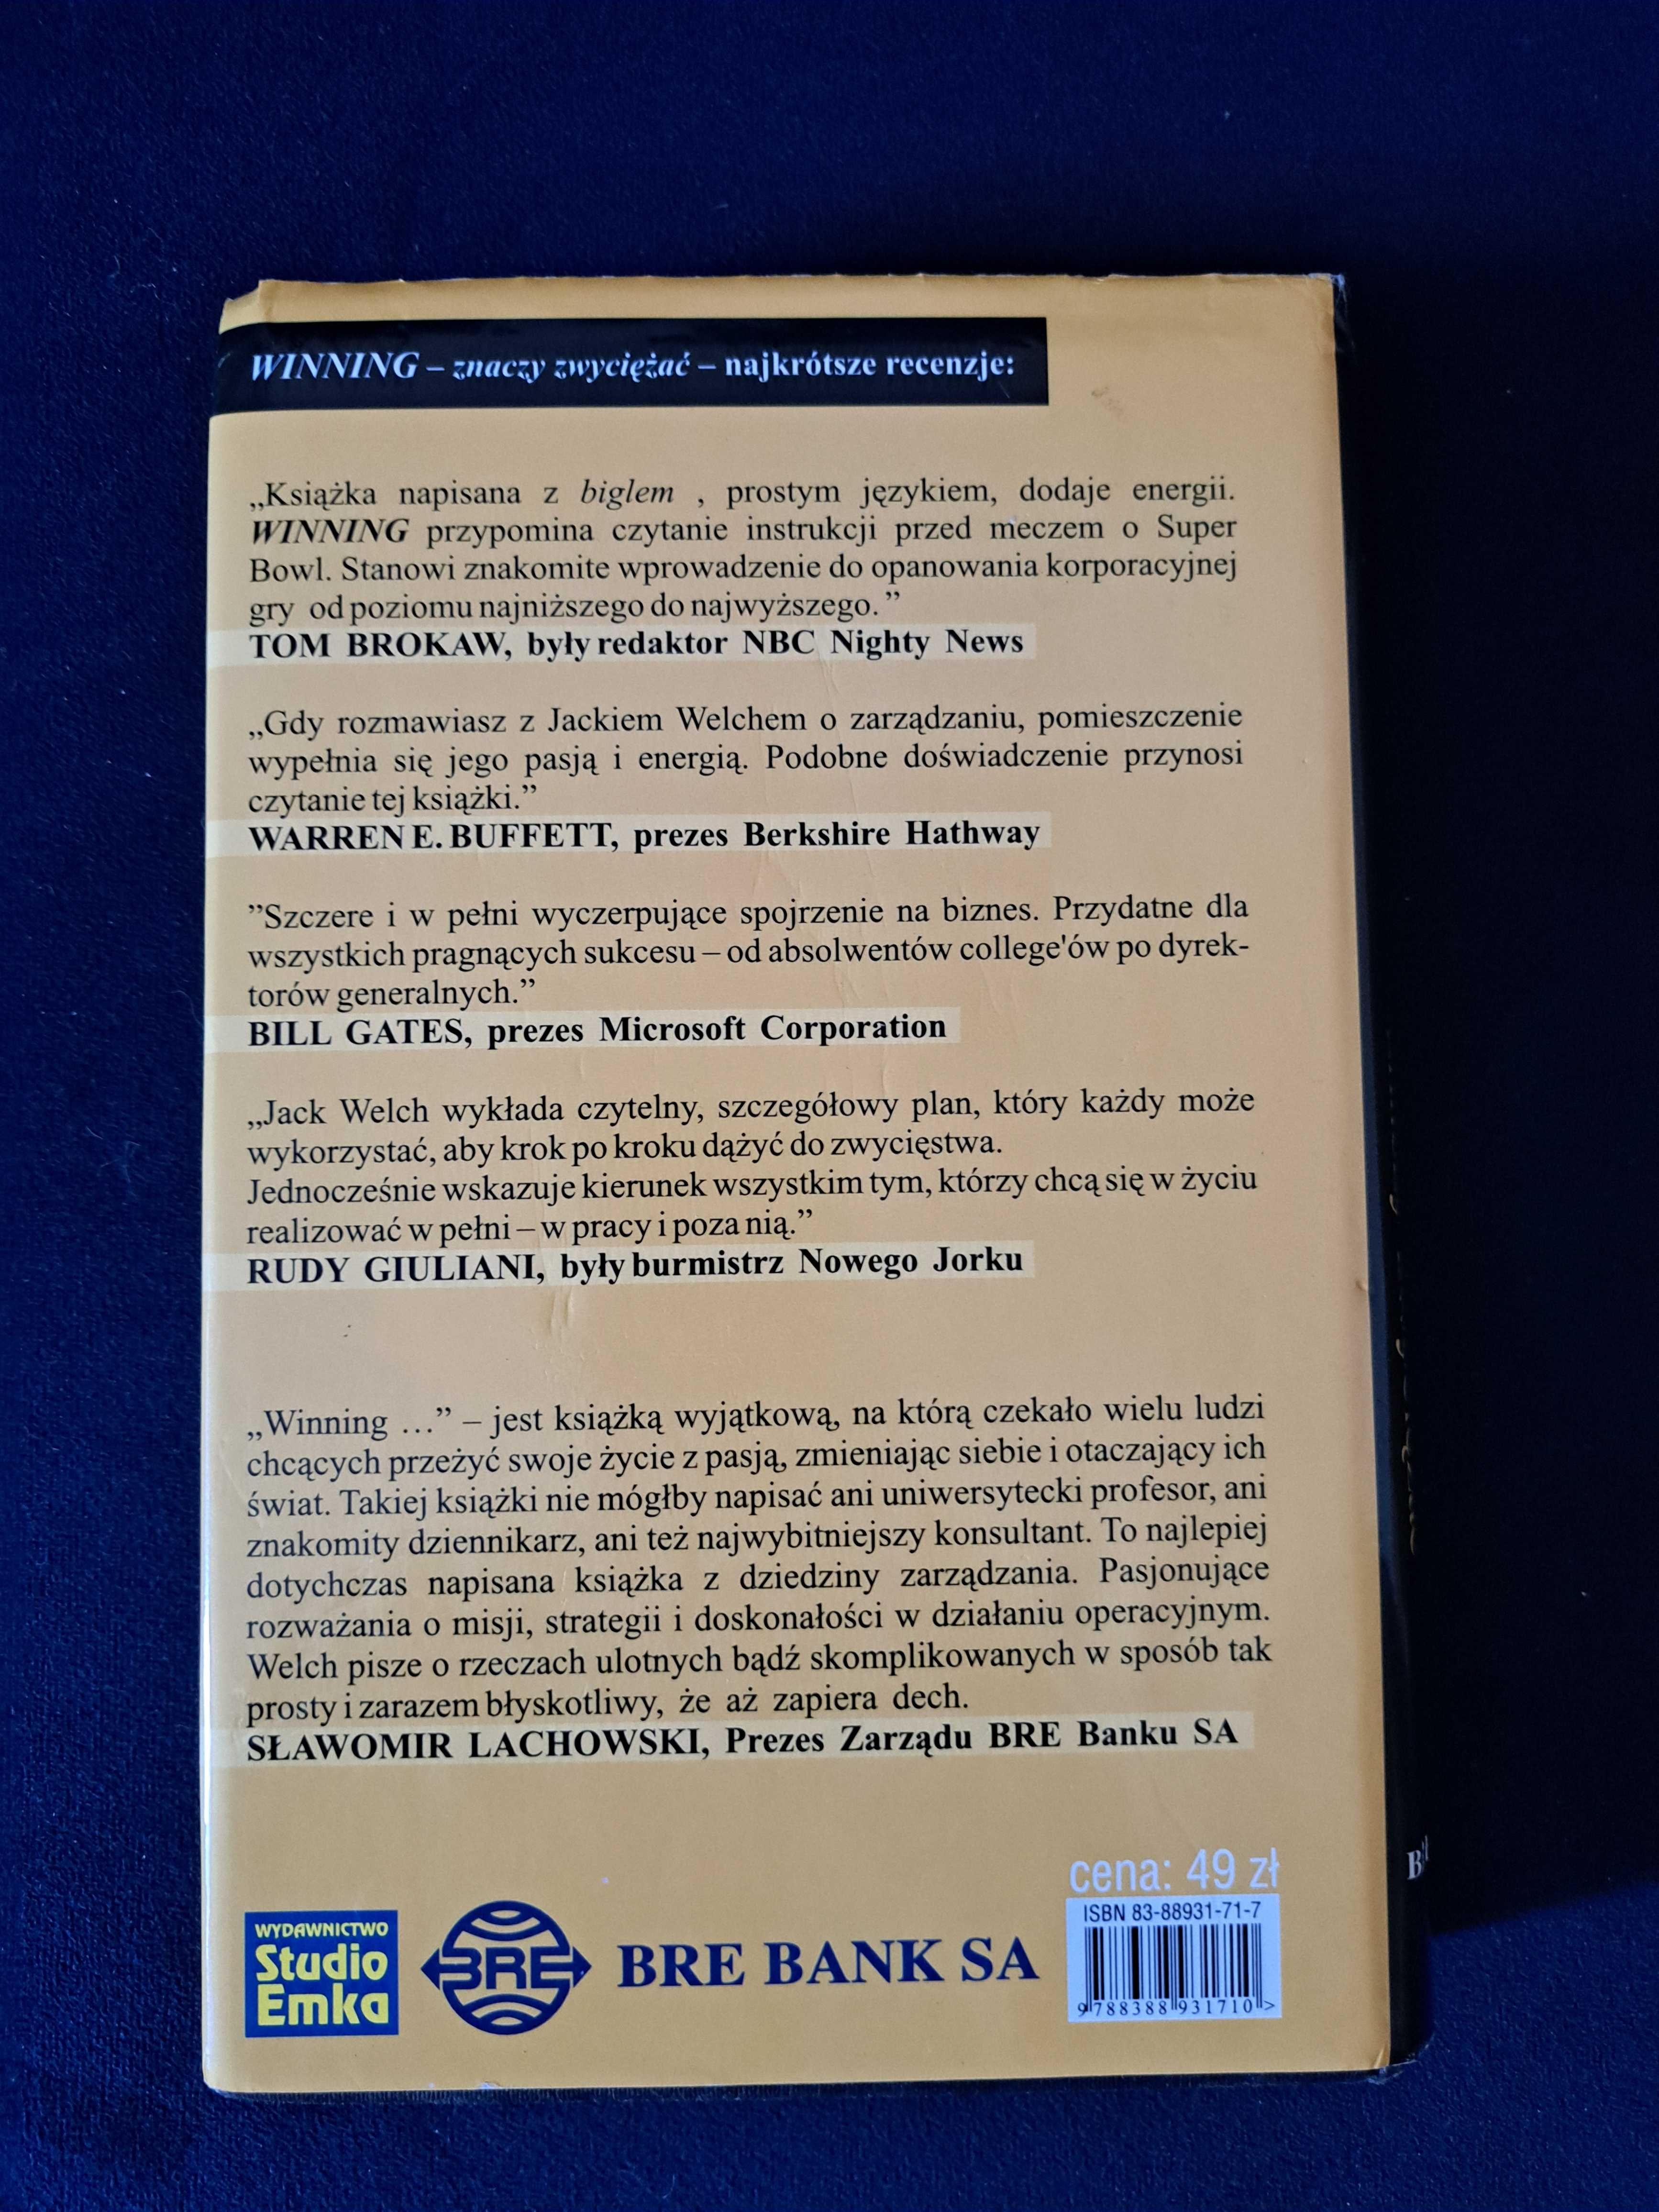 WINNING – znaczy zwyciężać – najkrótsze recenzje:
„Książka napisana z biglem , prostym językiem, dodaje energii.
WINNING przypomina czytanie instrukcji przed meczem o Super
Bowl. Stanowi znakomite wprowadzenie do opanowania korporacyjnej
gry od poziomu najniższego do najwyższego. ”
TOM BROKAW, były redaktor NBC Nighty News
„Gdy rozmawiasz z Jackiem Welchem o zarządzaniu, pomieszczenie
wypełnia się jego pasją i energią. Podobne doświadczenie przynosi
czytanie tej książki.”
WARREN E. BUFFETT, prezes Berkshire Hathway
”Szczere i w pełni wyczerpujące spojrzenie na biznes. Przydatne dla
wszystkich pragnących sukcesu – od absolwentów college'ów po dyrek-
torów generalnych.”
BILL GATES, prezes Microsoft Corporation
„Jack Welch wykłada czytelny, szczegółowy plan, który każdy może
wykorzystać, aby krok po kroku dążyć do zwycięstwa.
Jednocześnie wskazuje kierunek wszystkim tym, którzy chcą się w życiu
realizować w pełni – w pracy i poza nią.”
RUDY GIULIANI, były burmistrz Nowego Jorku
„Winning ...” – jest książką wyjątkową, na którą czekało wielu ludzi
chcących przeżyć swoje życie z pasją, zmieniając siebie i otaczający ich
świat. Takiej książki nie mógłby napisać ani uniwersytecki profesor, ani
znakomity dziennikarz, ani też najwybitniejszy konsultant. To najlepiej
dotychczas napisana książka z dziedziny zarządzania. Pasjonujące
rozważania o misji, strategii i doskonałości w działaniu operacyjnym.
Welch pisze o rzeczach ulotnych bądź skomplikowanych w sposób tak
prosty i zarazem błyskotliwy, że aż zapiera dech.
SŁAWOMIR LACHOWSKI, Prezes Zarządu BRE Banku SA
cena: 49 zł
ISBN 83-88931-71-7
9 788388 931710 >
WYDAWNICTWO
Studio
Emka
BRE
BRE BANK SA